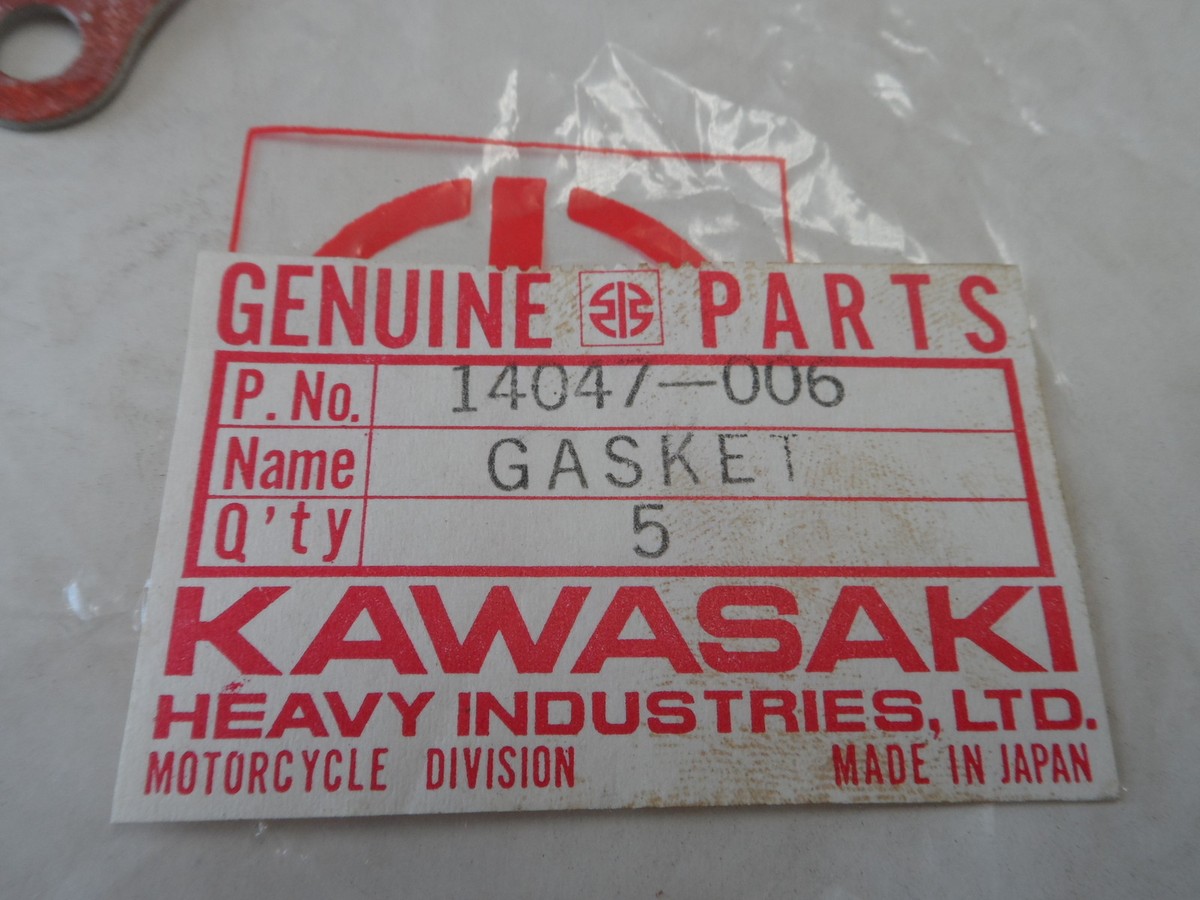 GENUINE PARTS
P. No. 14047-006
Name GASKET
Q'ty 5
KAWASAKI
HEAVY INDUSTRIES, LTD.
MOTORCYCLE DIVISION MADE IN JAPAN